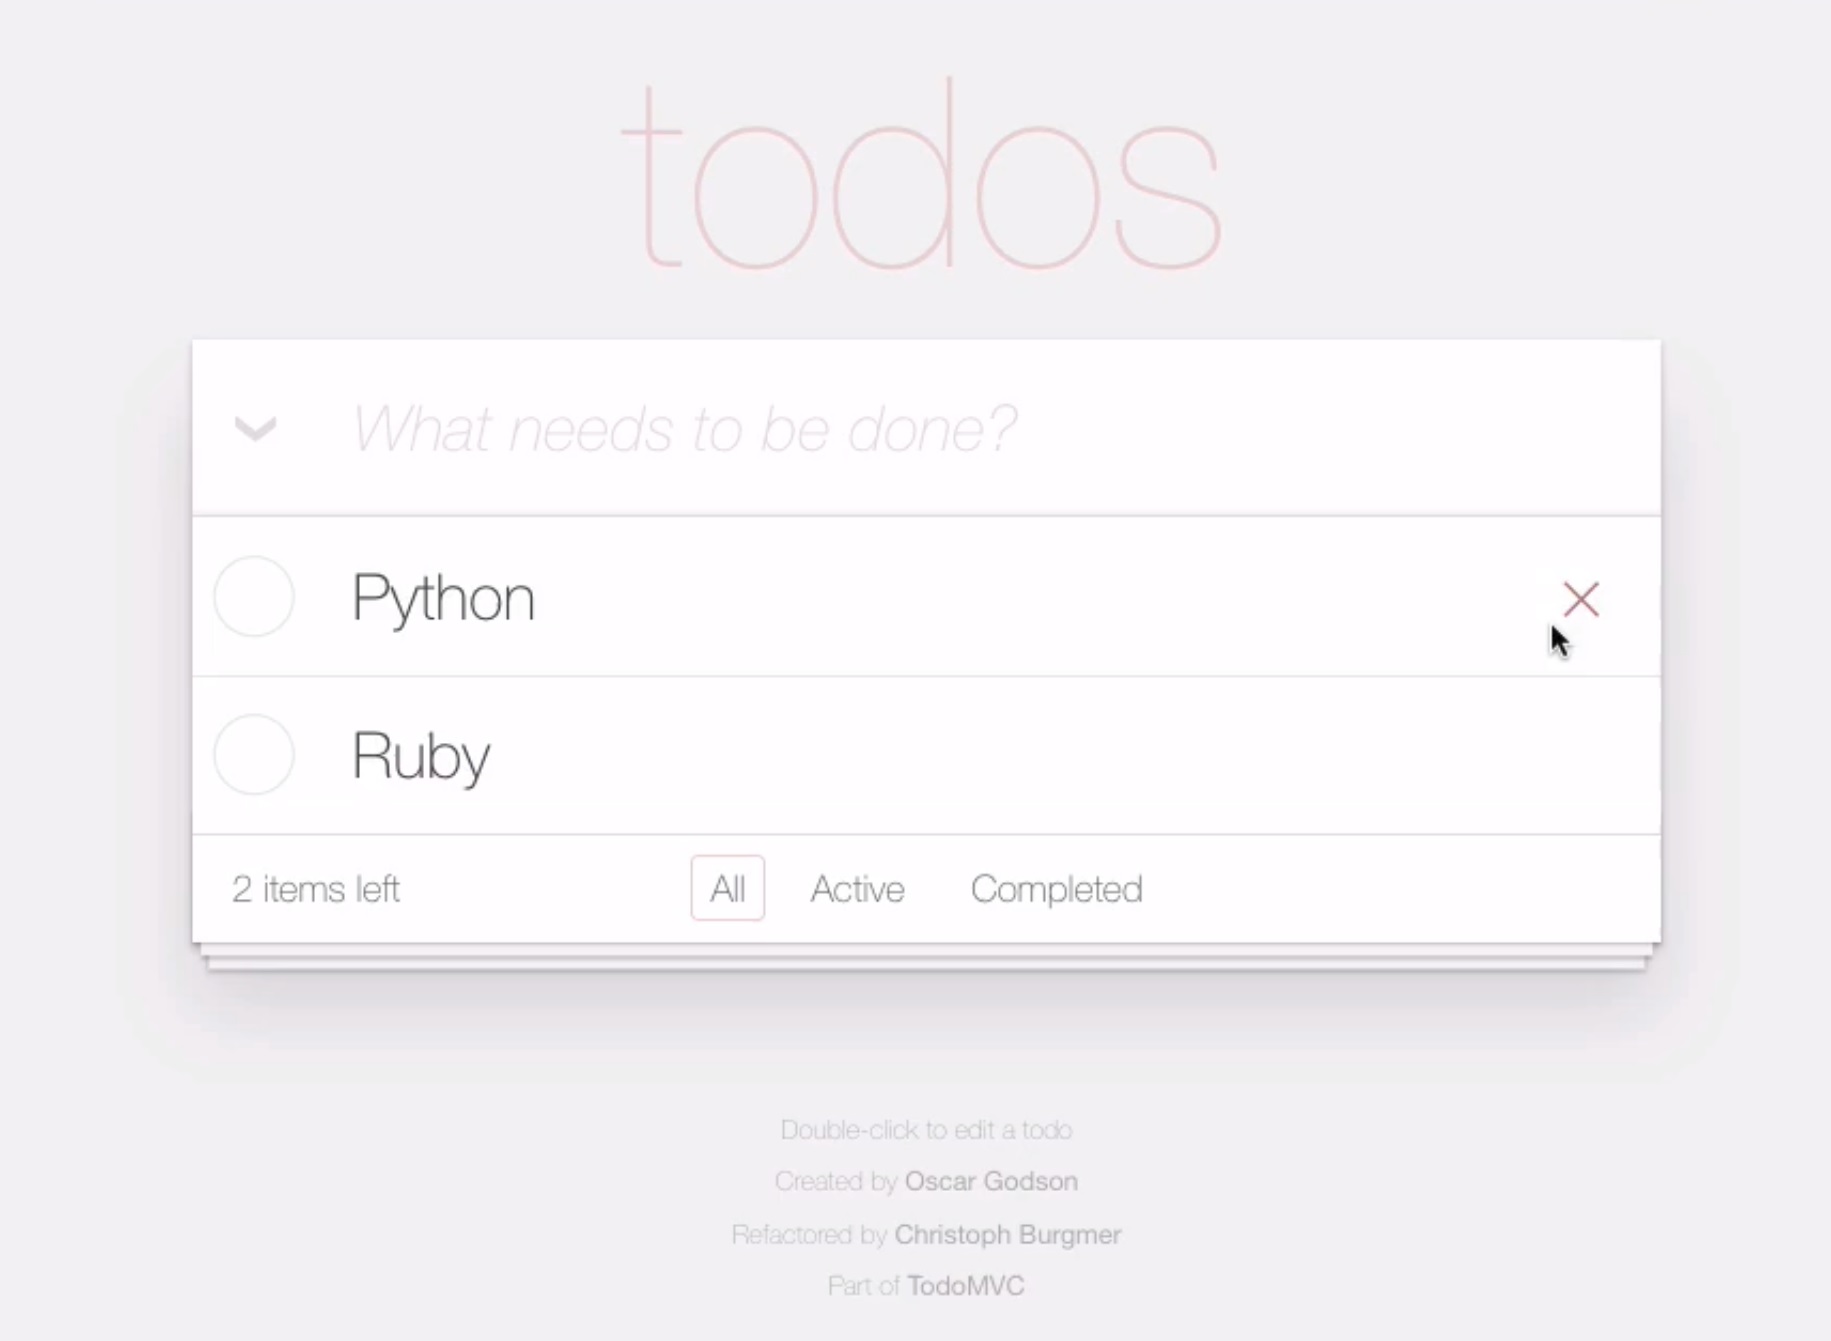 todos
What needs to be done?
Python
Ruby
2 items left All Active Completed
Double-click to edit a todo
Created by Oscar Godson
Refactored by Christoph Burgmer
Part of TodoMVC